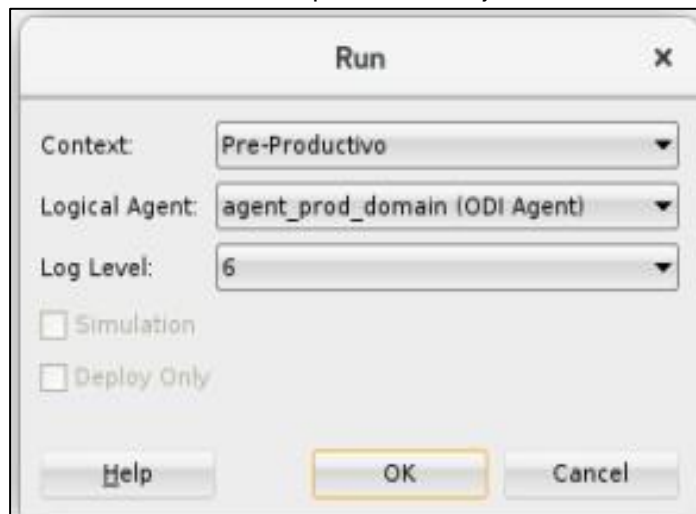 Run
Context: Pre-Productivo
Logical Agent: agent_prod_domain (ODI Agent)
Log Level: 6
Simulation
Deploy Only
Help OK Cancel